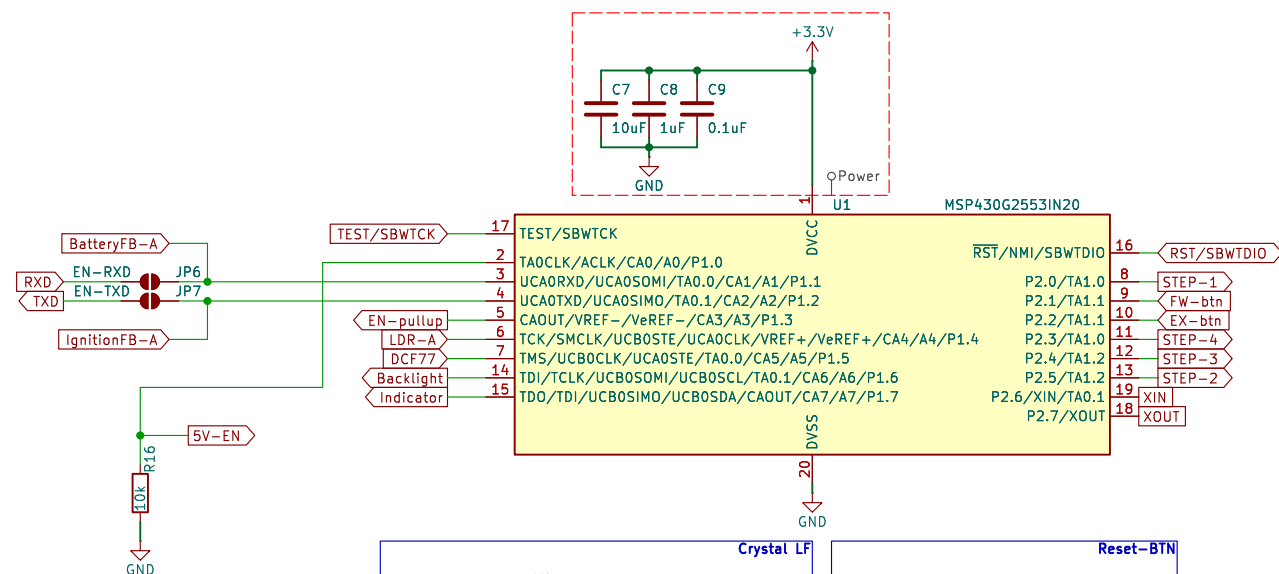 +3.3V
C7
C8
C9
10uF
1uF
0.1uF
GND
Power
1
U1
MSP430G2553IN20
TEST/SBWTCK
17
TEST/SBWTCK
DVCC
RST/NMI/SBWTDIO
16
RST/SBWTDIO
BatteryFB-A
2
TA0CLK/ACLK/CA0/A0/P1.0
RXD
EN-RXD
JP6
3
UCA0RXD/UCA0SOMI/TA0.0/CA1/A1/P1.1
P2.0/TA1.0
8
STEP-1
TXD
EN-TXD
JP7
4
UCA0TXD/UCA0SIMO/TA0.1/CA2/A2/P1.2
P2.1/TA1.1
9
FW-btn
EN-pullup
5
CAOUT/VREF-/VeREF-/CA3/A3/P1.3
P2.2/TA1.1
10
EX-btn
IgnitionFB-A
LDR-A
6
TCK/SMCLK/UCB0STE/UCA0CLK/VREF+/VeREF+/CA4/A4/P1.4
P2.3/TA1.0
11
STEP-4
DCF77
7
TMS/UCB0CLK/UCA0STE/TA0.0/CA5/A5/P1.5
P2.4/TA1.2
12
STEP-3
Backlight
14
TDI/TCLK/UCB0SOMI/UCB0SCL/TA0.1/CA6/A6/P1.6
P2.5/TA1.2
13
STEP-2
Indicator
15
TDO/TDI/UCB0SIMO/UCB0SDA/CAOUT/CA7/A7/P1.7
P2.6/XIN/TA0.1
19
XIN
P2.7/XOUT
18
XOUT
DVSS
20
GND
5V-EN
R16
10k
GND
Crystal LF
Reset-BTN